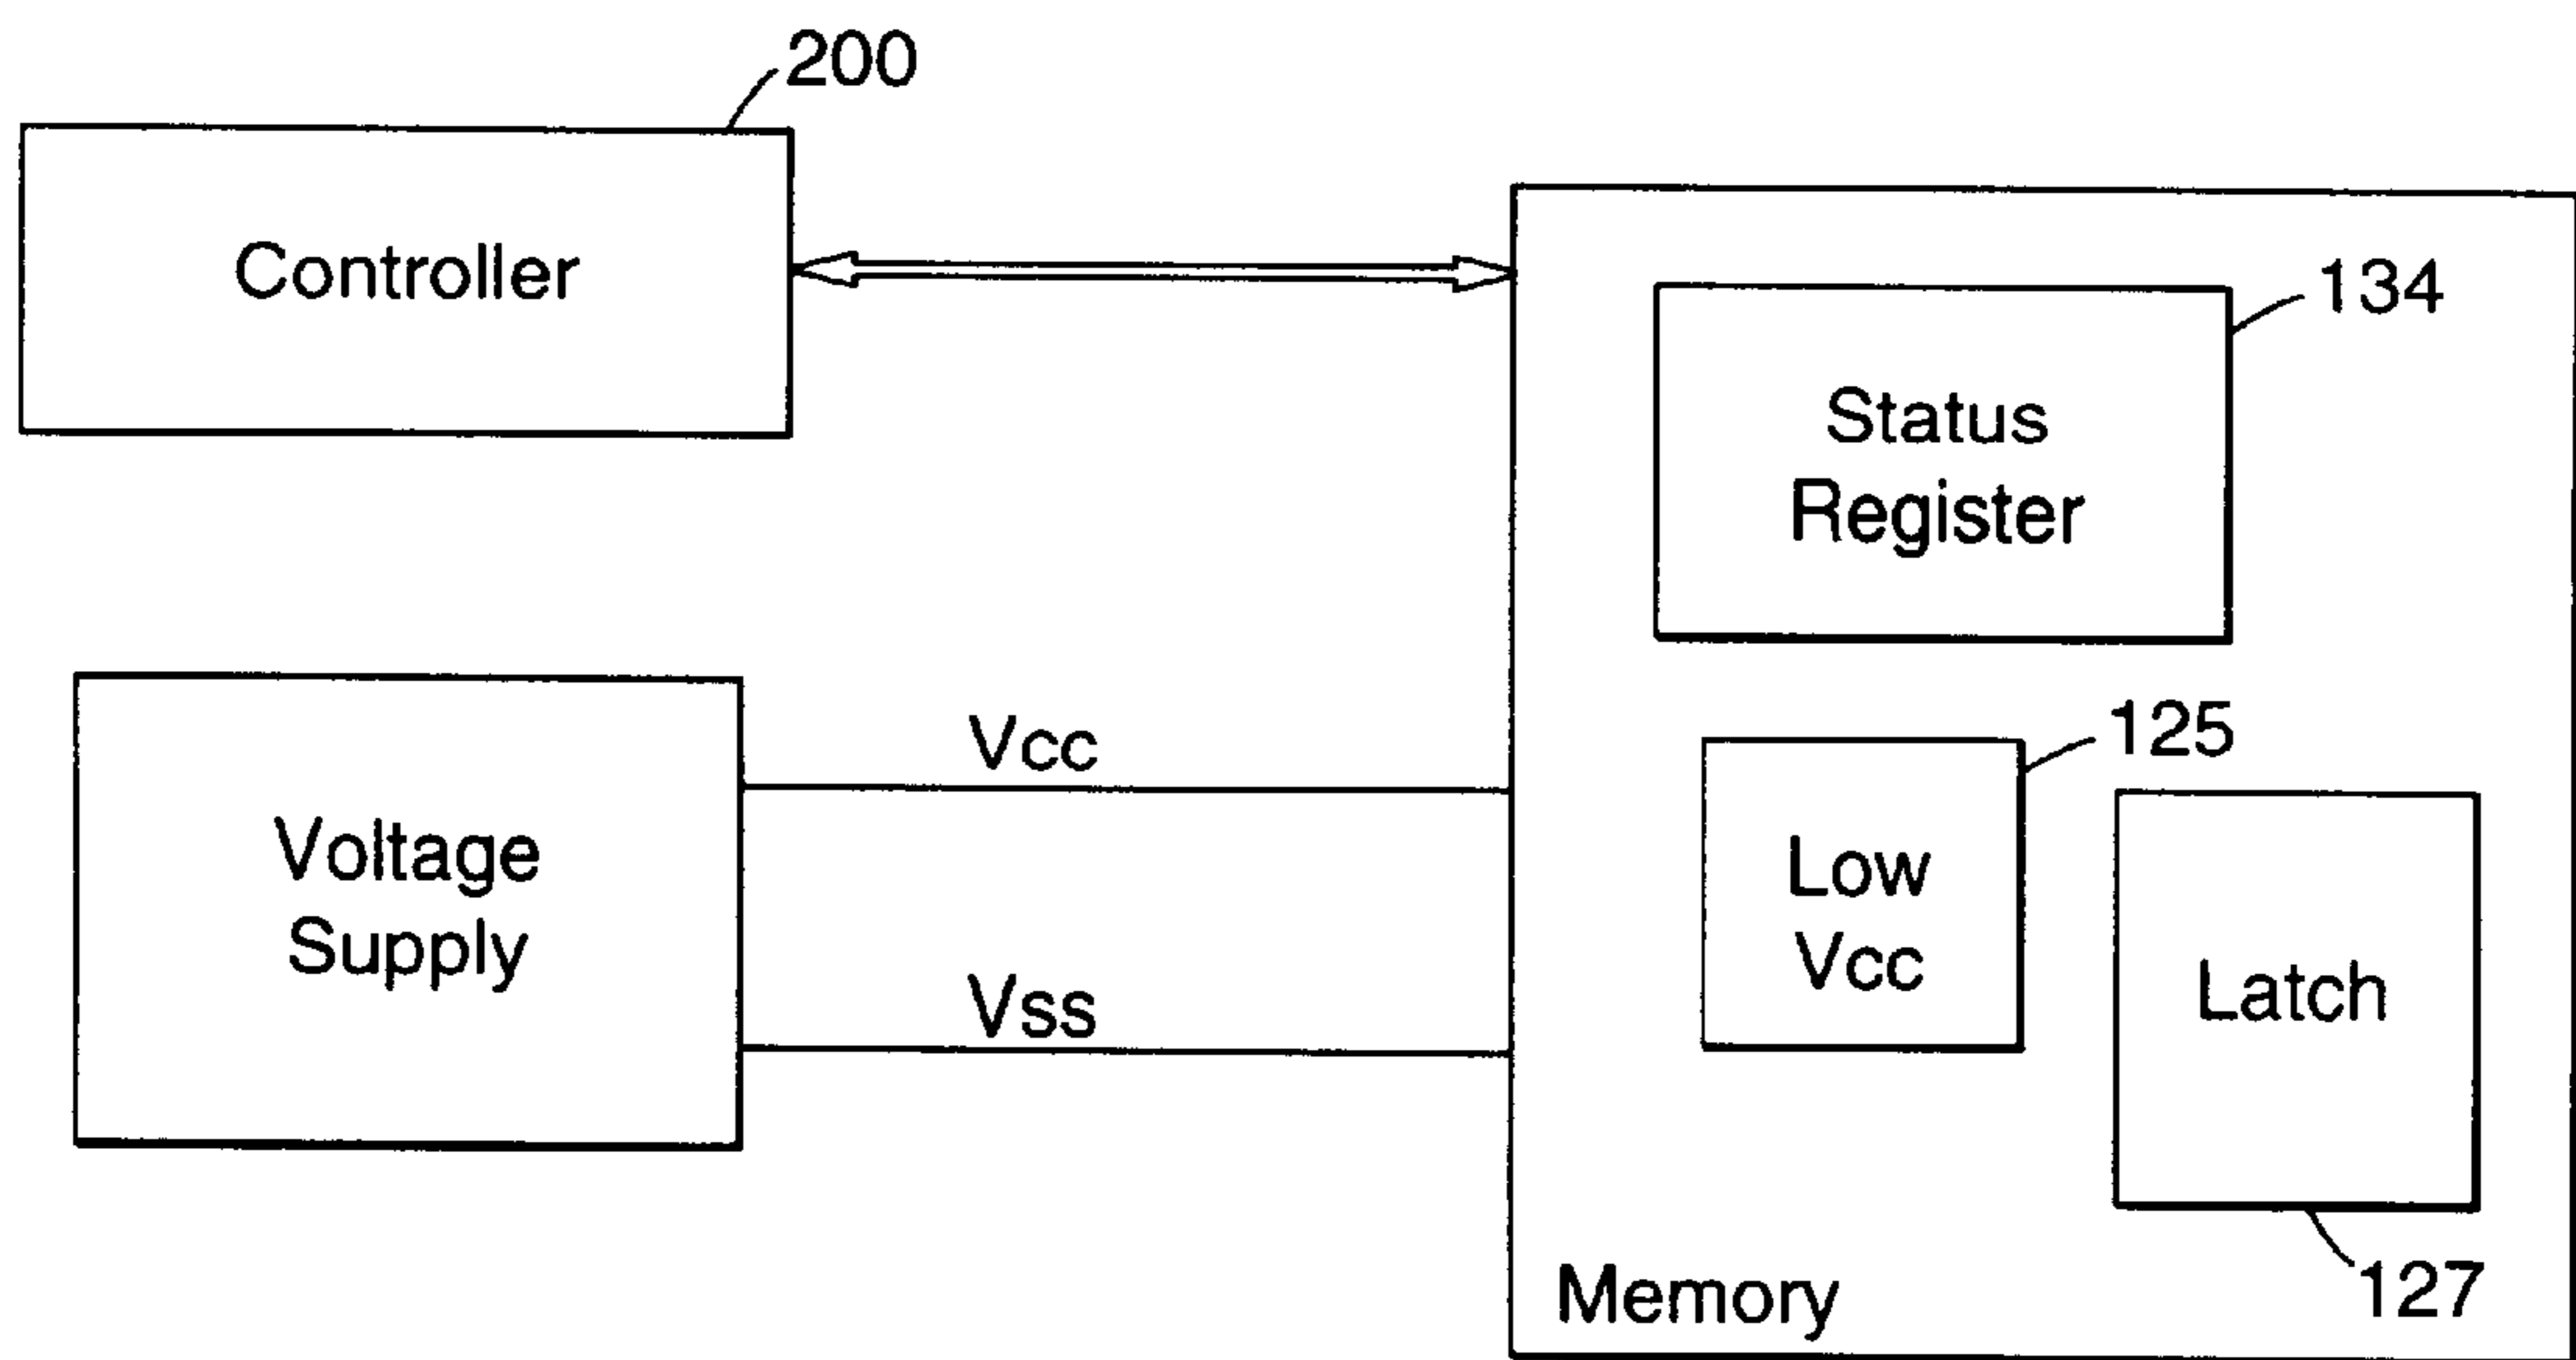 200
Controller
134
Status
Register
Vcc
125
Voltage
Supply
Low
Vcc
Latch
Vss
127
Memory